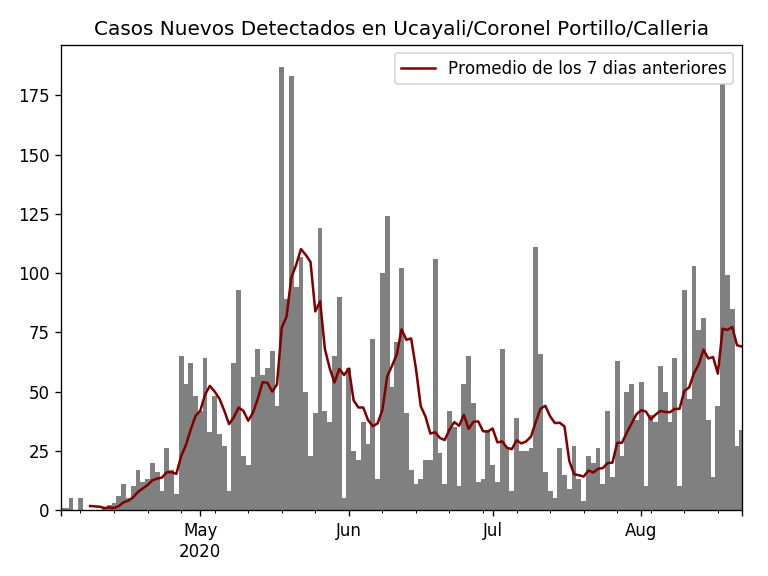 Casos Nuevos Detectados en Ucayali/Coronel Portillo/Calleria
Promedio de los 7 dias anteriores
175
150
125
100
75
50
25
0
May
2020
Jun
Jul
Aug